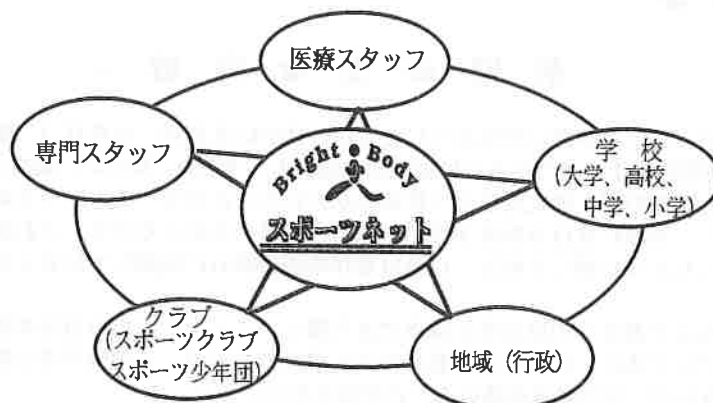 医療スタッフ
専門スタッフ
Bright Body
スポーツネット
学 校
(大学、高校、
中学、小学)
クラブ
(スポーツクラブ
スポーツ少年団)
地域(行政)